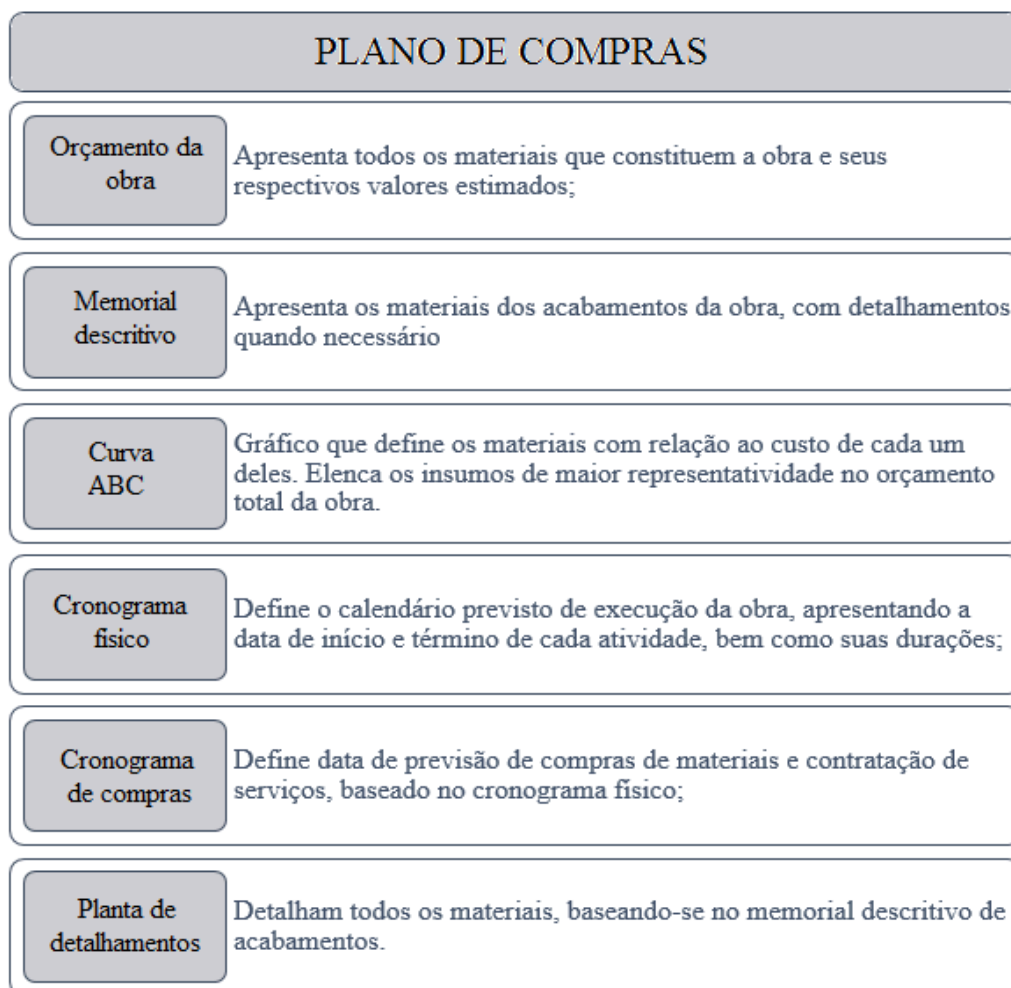 PLANO DE COMPRAS
Orçamento da
obra
Apresenta todos os materiais que constituem a obra e seus
respectivos valores estimados;
Memorial
descritivo
Apresenta os materiais dos acabamentos da obra, com detalhamentos
quando necessário
Curva
ABC
Gráfico que define os materiais com relação ao custo de cada um
deles. Elenca os insumos de maior representatividade no orçamento
total da obra.
Cronograma
físico
Define o calendário previsto de execução da obra, apresentando a
data de início e término de cada atividade, bem como suas durações;
Cronograma
de compras
Define data de previsão de compras de materiais e contratação de
serviços, baseado no cronograma físico;
Planta de
detalhamentos
Detalham todos os materiais, baseando-se no memorial descritivo de
acabamentos.